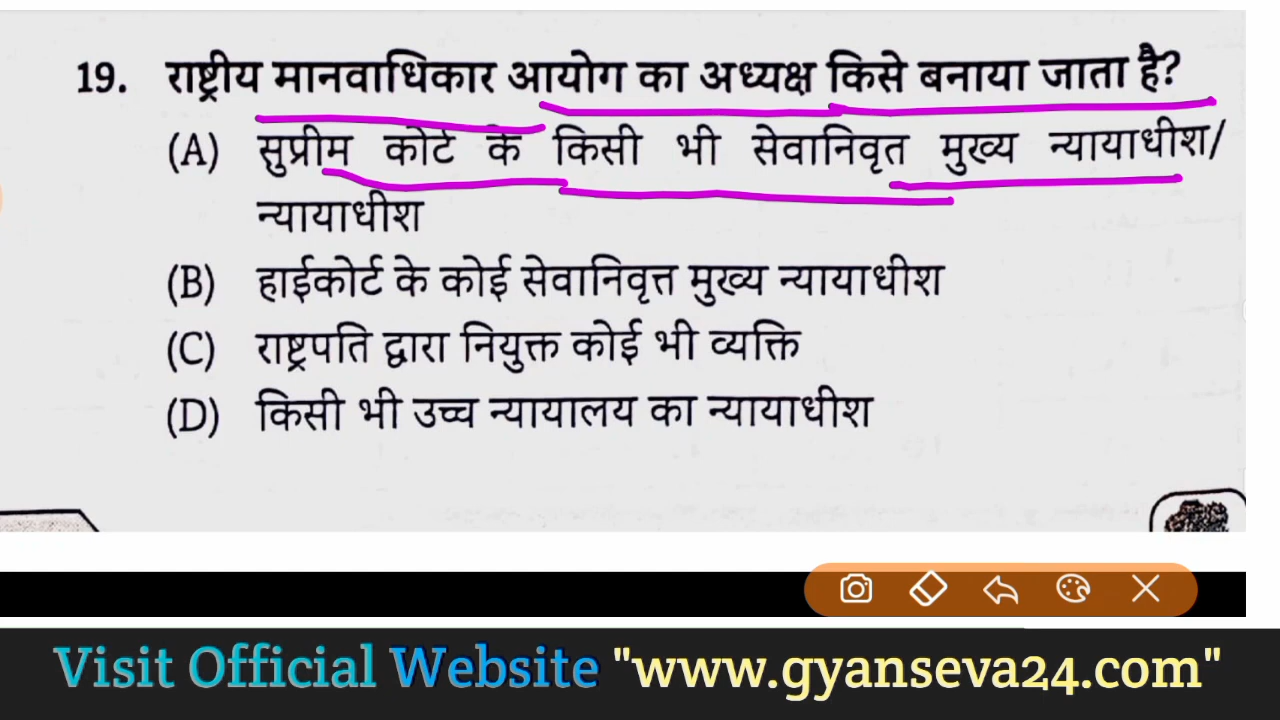 19. राष्ट्रीय मानवाधिकार आयोग का अध्यक्ष किसे बनाया जाता है?
(A) सुप्रीम कोर्ट के किसी भी सेवानिवृत मुख्य न्यायाधीश/
न्यायाधीश
(B) हाईकोर्ट के कोई सेवानिवृत्त मुख्य न्यायाधीश
(C) राष्ट्रपति द्वारा नियुक्त कोई भी व्यक्ति
(D) किसी भी उच्च न्यायालय का न्यायाधीश
Visit Official Website "www.gyanseva24.com"